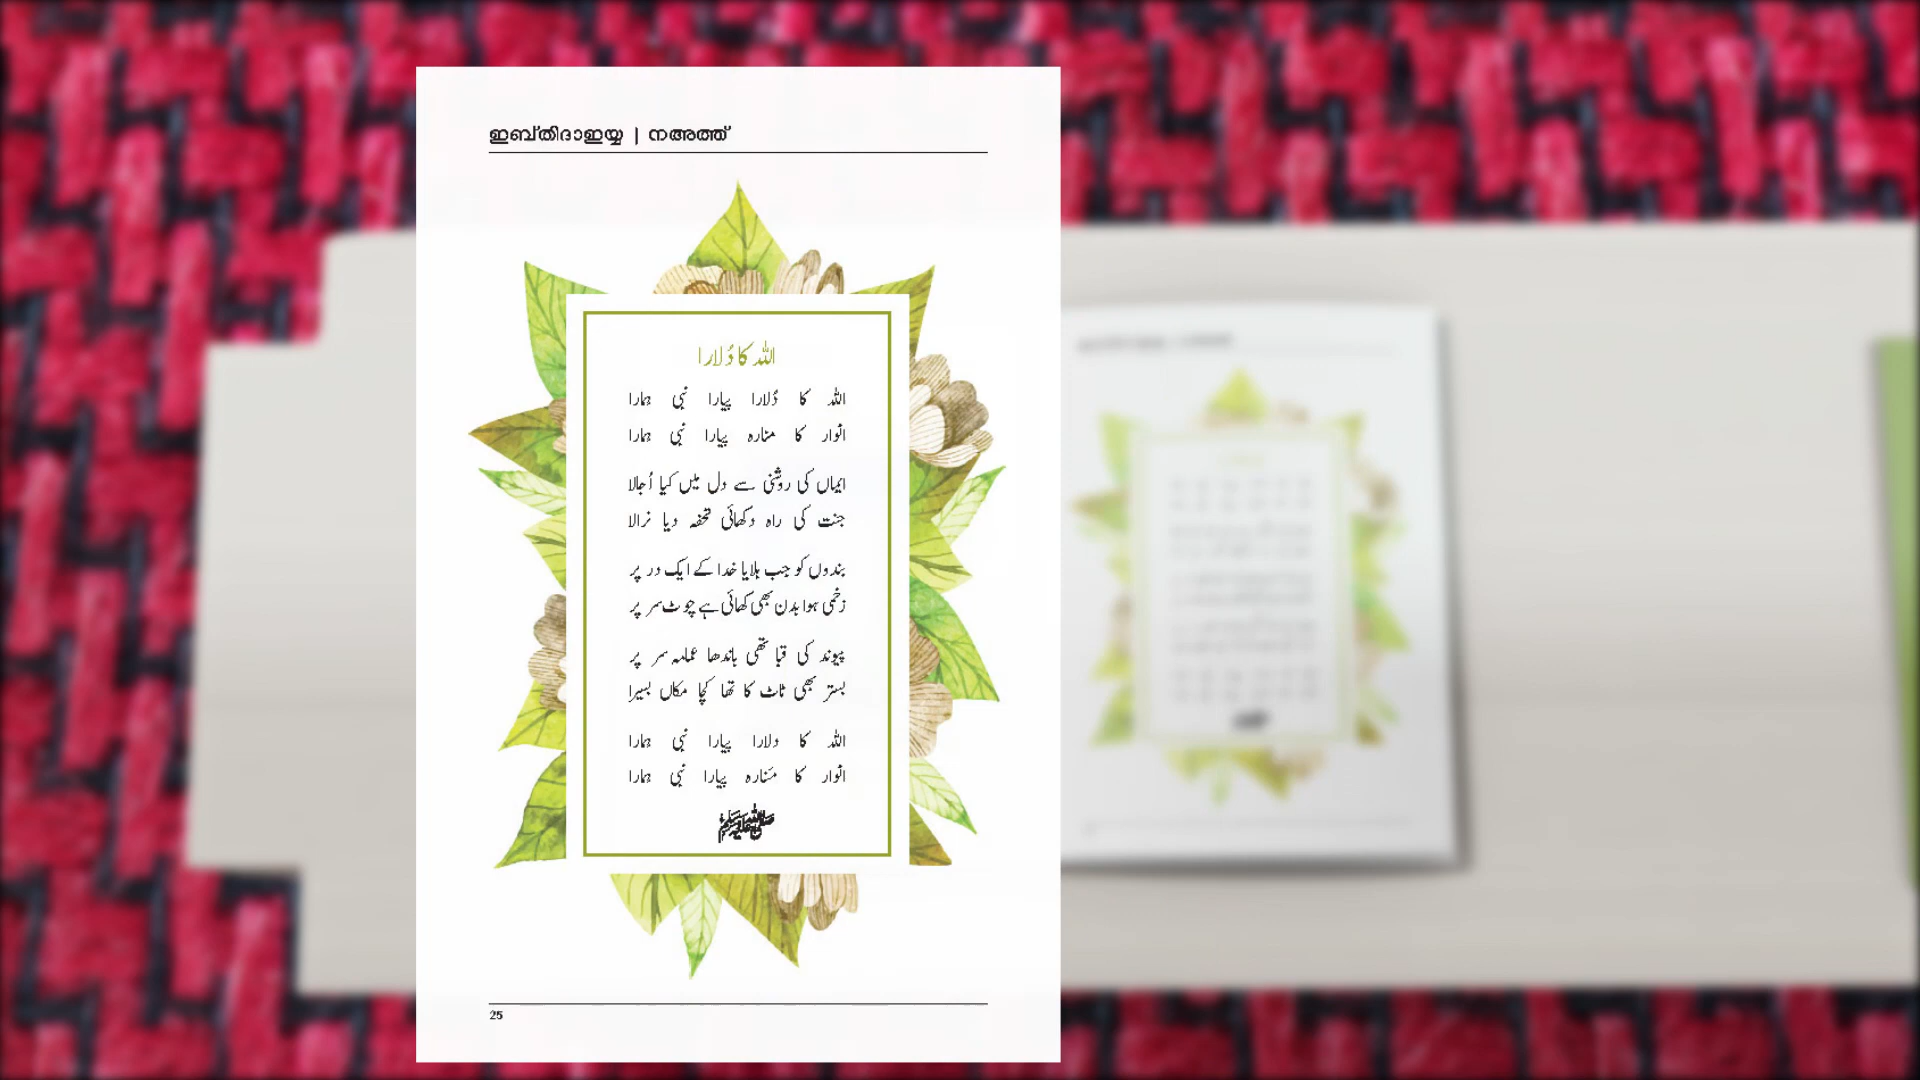 ഇബ്തിദാഇയ്യ | നഅത്ത്
اللہ کا دُلارا
اللہ کا دُلارا پیارا نبی ہمارا
انوار کا منارہ پیارا نبی ہمارا
ایماں کی روشنی سے دل میں کیا اُجالا
جنت کی راہ دکھائی تحفہ دیا نرالا
بندوں کو جب بلایا خدا کے ایک در پر
زخمی ہوا بدن بھی کھائی ہے چوٹ سر پر
پیوند کی قبا تھی باندھا عمامہ سر پر
بستر بھی ٹاٹ کا تھا کچا مکاں بسیرا
اللہ کا دلارا پیارا نبی ہمارا
انوار کا مَنارہ پیارا نبی ہمارا
ﷺ
25